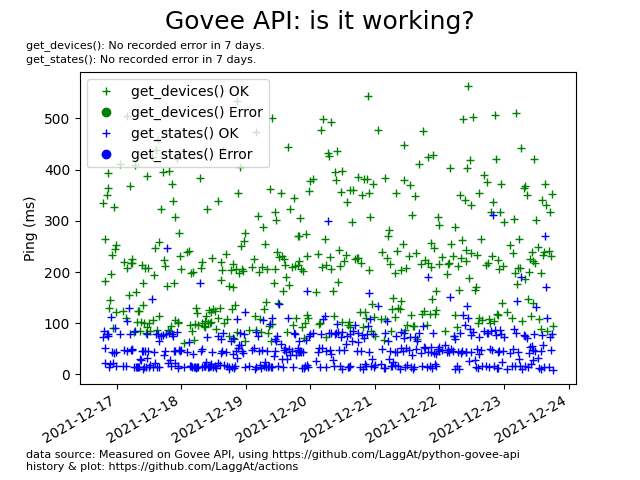 Govee API: is it working?
get_devices(): No recorded error in 7 days.
get_states(): No recorded error in 7 days.
get_devices() OK
get_devices() Error
get_states() OK
get_states() Error
Ping (ms)
500
400
300
200
100
0
2021-12-17
2021-12-18
2021-12-19
2021-12-20
2021-12-21
2021-12-22
2021-12-23
2021-12-24
data source: Measured on Govee API, using https://github.com/LaggAt/python-govee-api
history & plot: https://github.com/LaggAt/actions